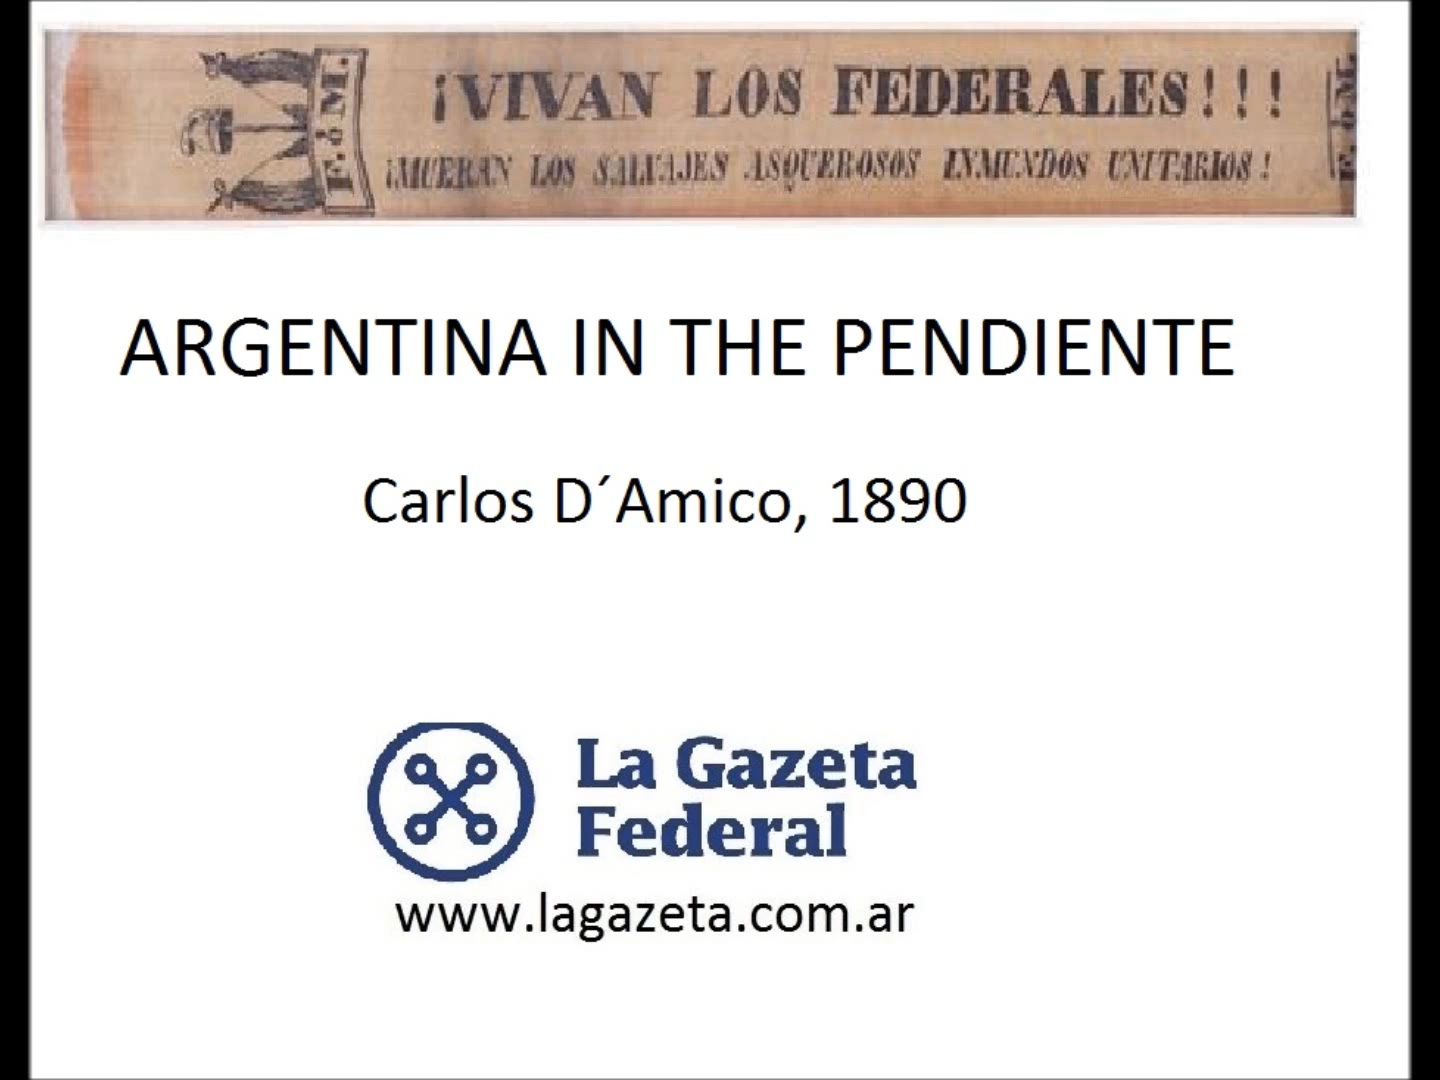 ¡VIVAN LOS FEDERALES!!!
¡MUERAN LOS SALVAJES ASQUEROSOS INMUNDOS UNITARIOS!
F. ó M.
F. ó M.
ARGENTINA IN THE PENDIENTE
Carlos D´Amico, 1890
La Gazeta
Federal
www.lagazeta.com.ar